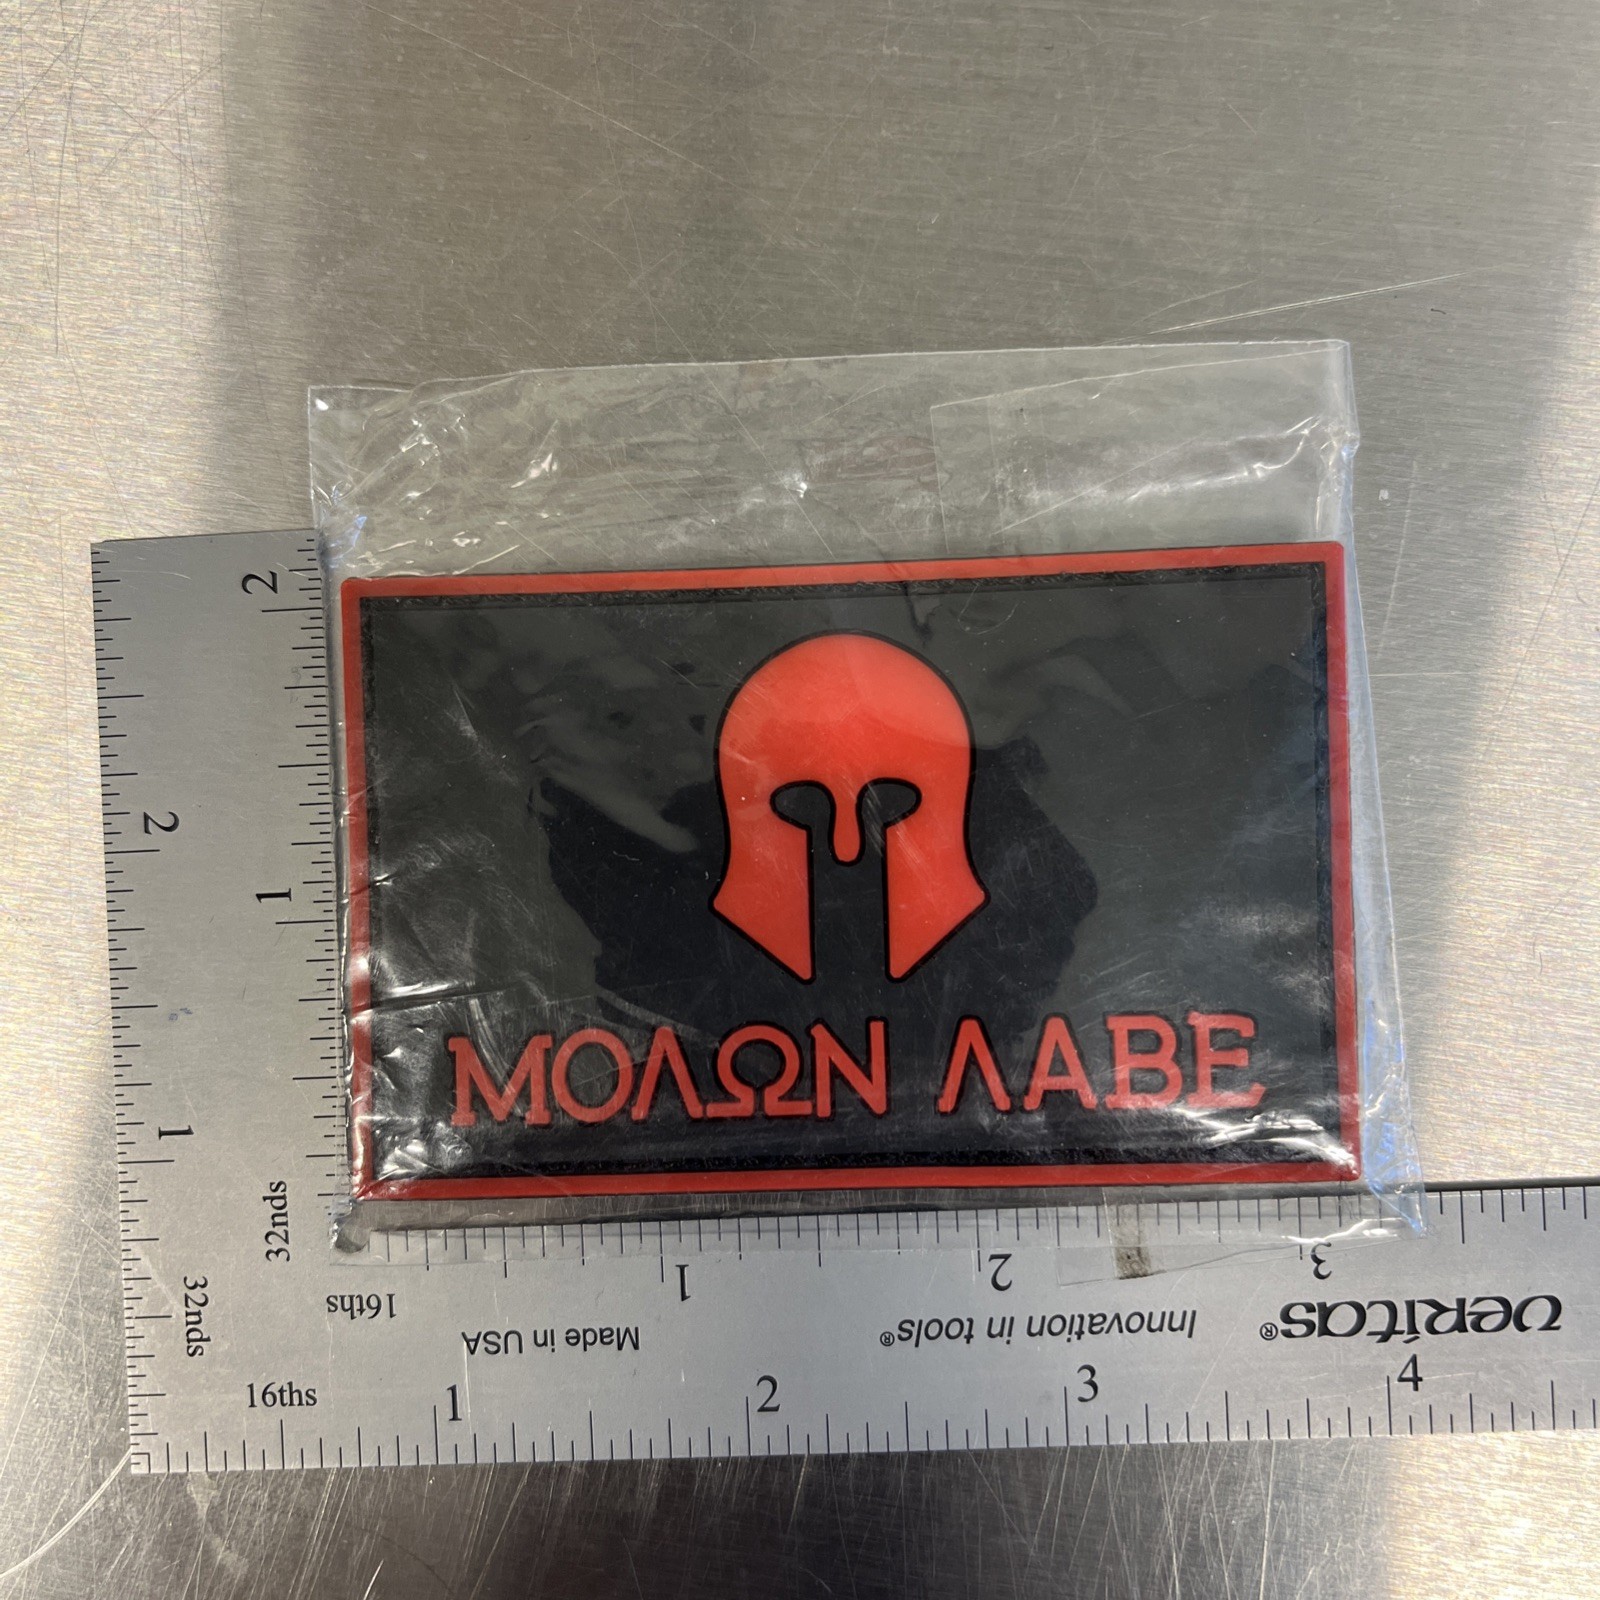 ΜΟΛΩΝ ΛΑΒΕ
2
1
32nds
2
1
32nds
16ths
1
2
3
Made in USA
Innovation in tools®
veritas®
16ths
1
2
3
4